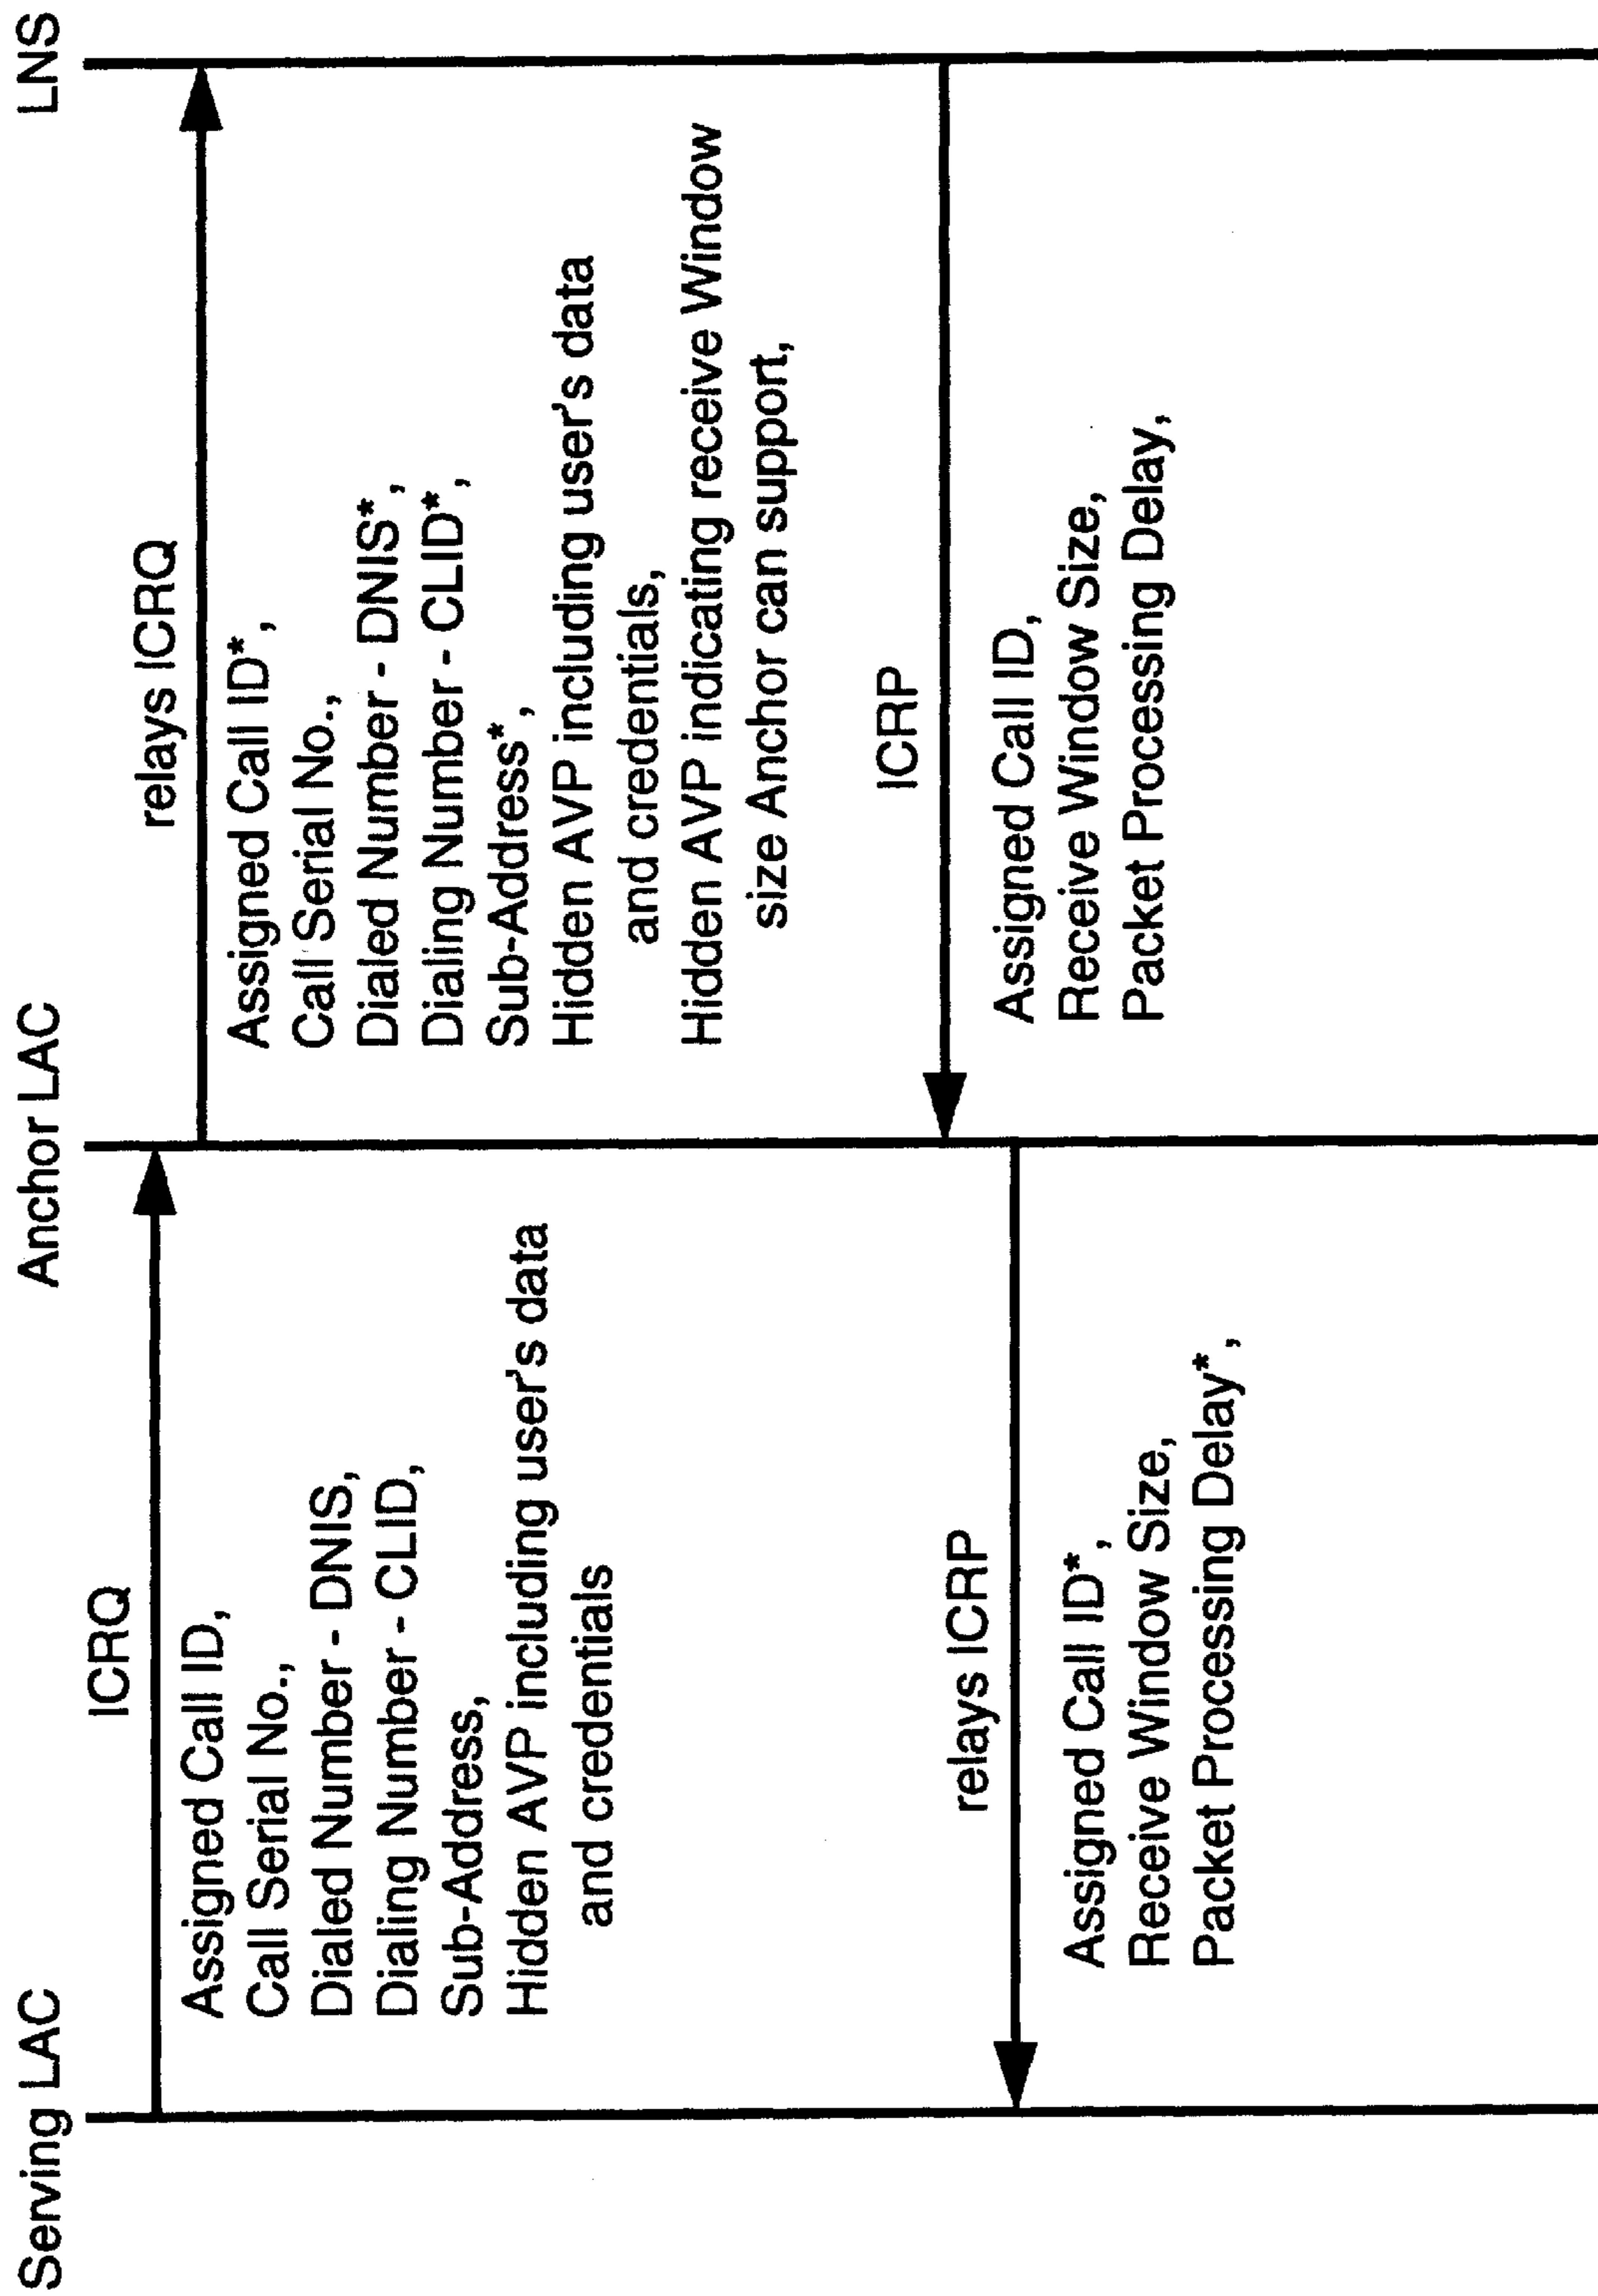 Serving LAC
Anchor LAC
LNS
ICRQ
Assigned Call ID,
Call Serial No.,
Dialed Number - DNIS,
Dialing Number - CLID,
Sub-Address,
Hidden AVP including user's data
and credentials
relays ICRQ
Assigned Call ID*,
Call Serial No.,
Dialed Number - DNIS*,
Dialing Number - CLID*,
Sub-Address*,
Hidden AVP including user's data
and credentials,
Hidden AVP indicating receive Window
size Anchor can support,
ICRP
Assigned Call ID,
Receive Window Size,
Packet Processing Delay,
relays ICRP
Assigned Call ID*,
Receive Window Size,
Packet Processing Delay*,